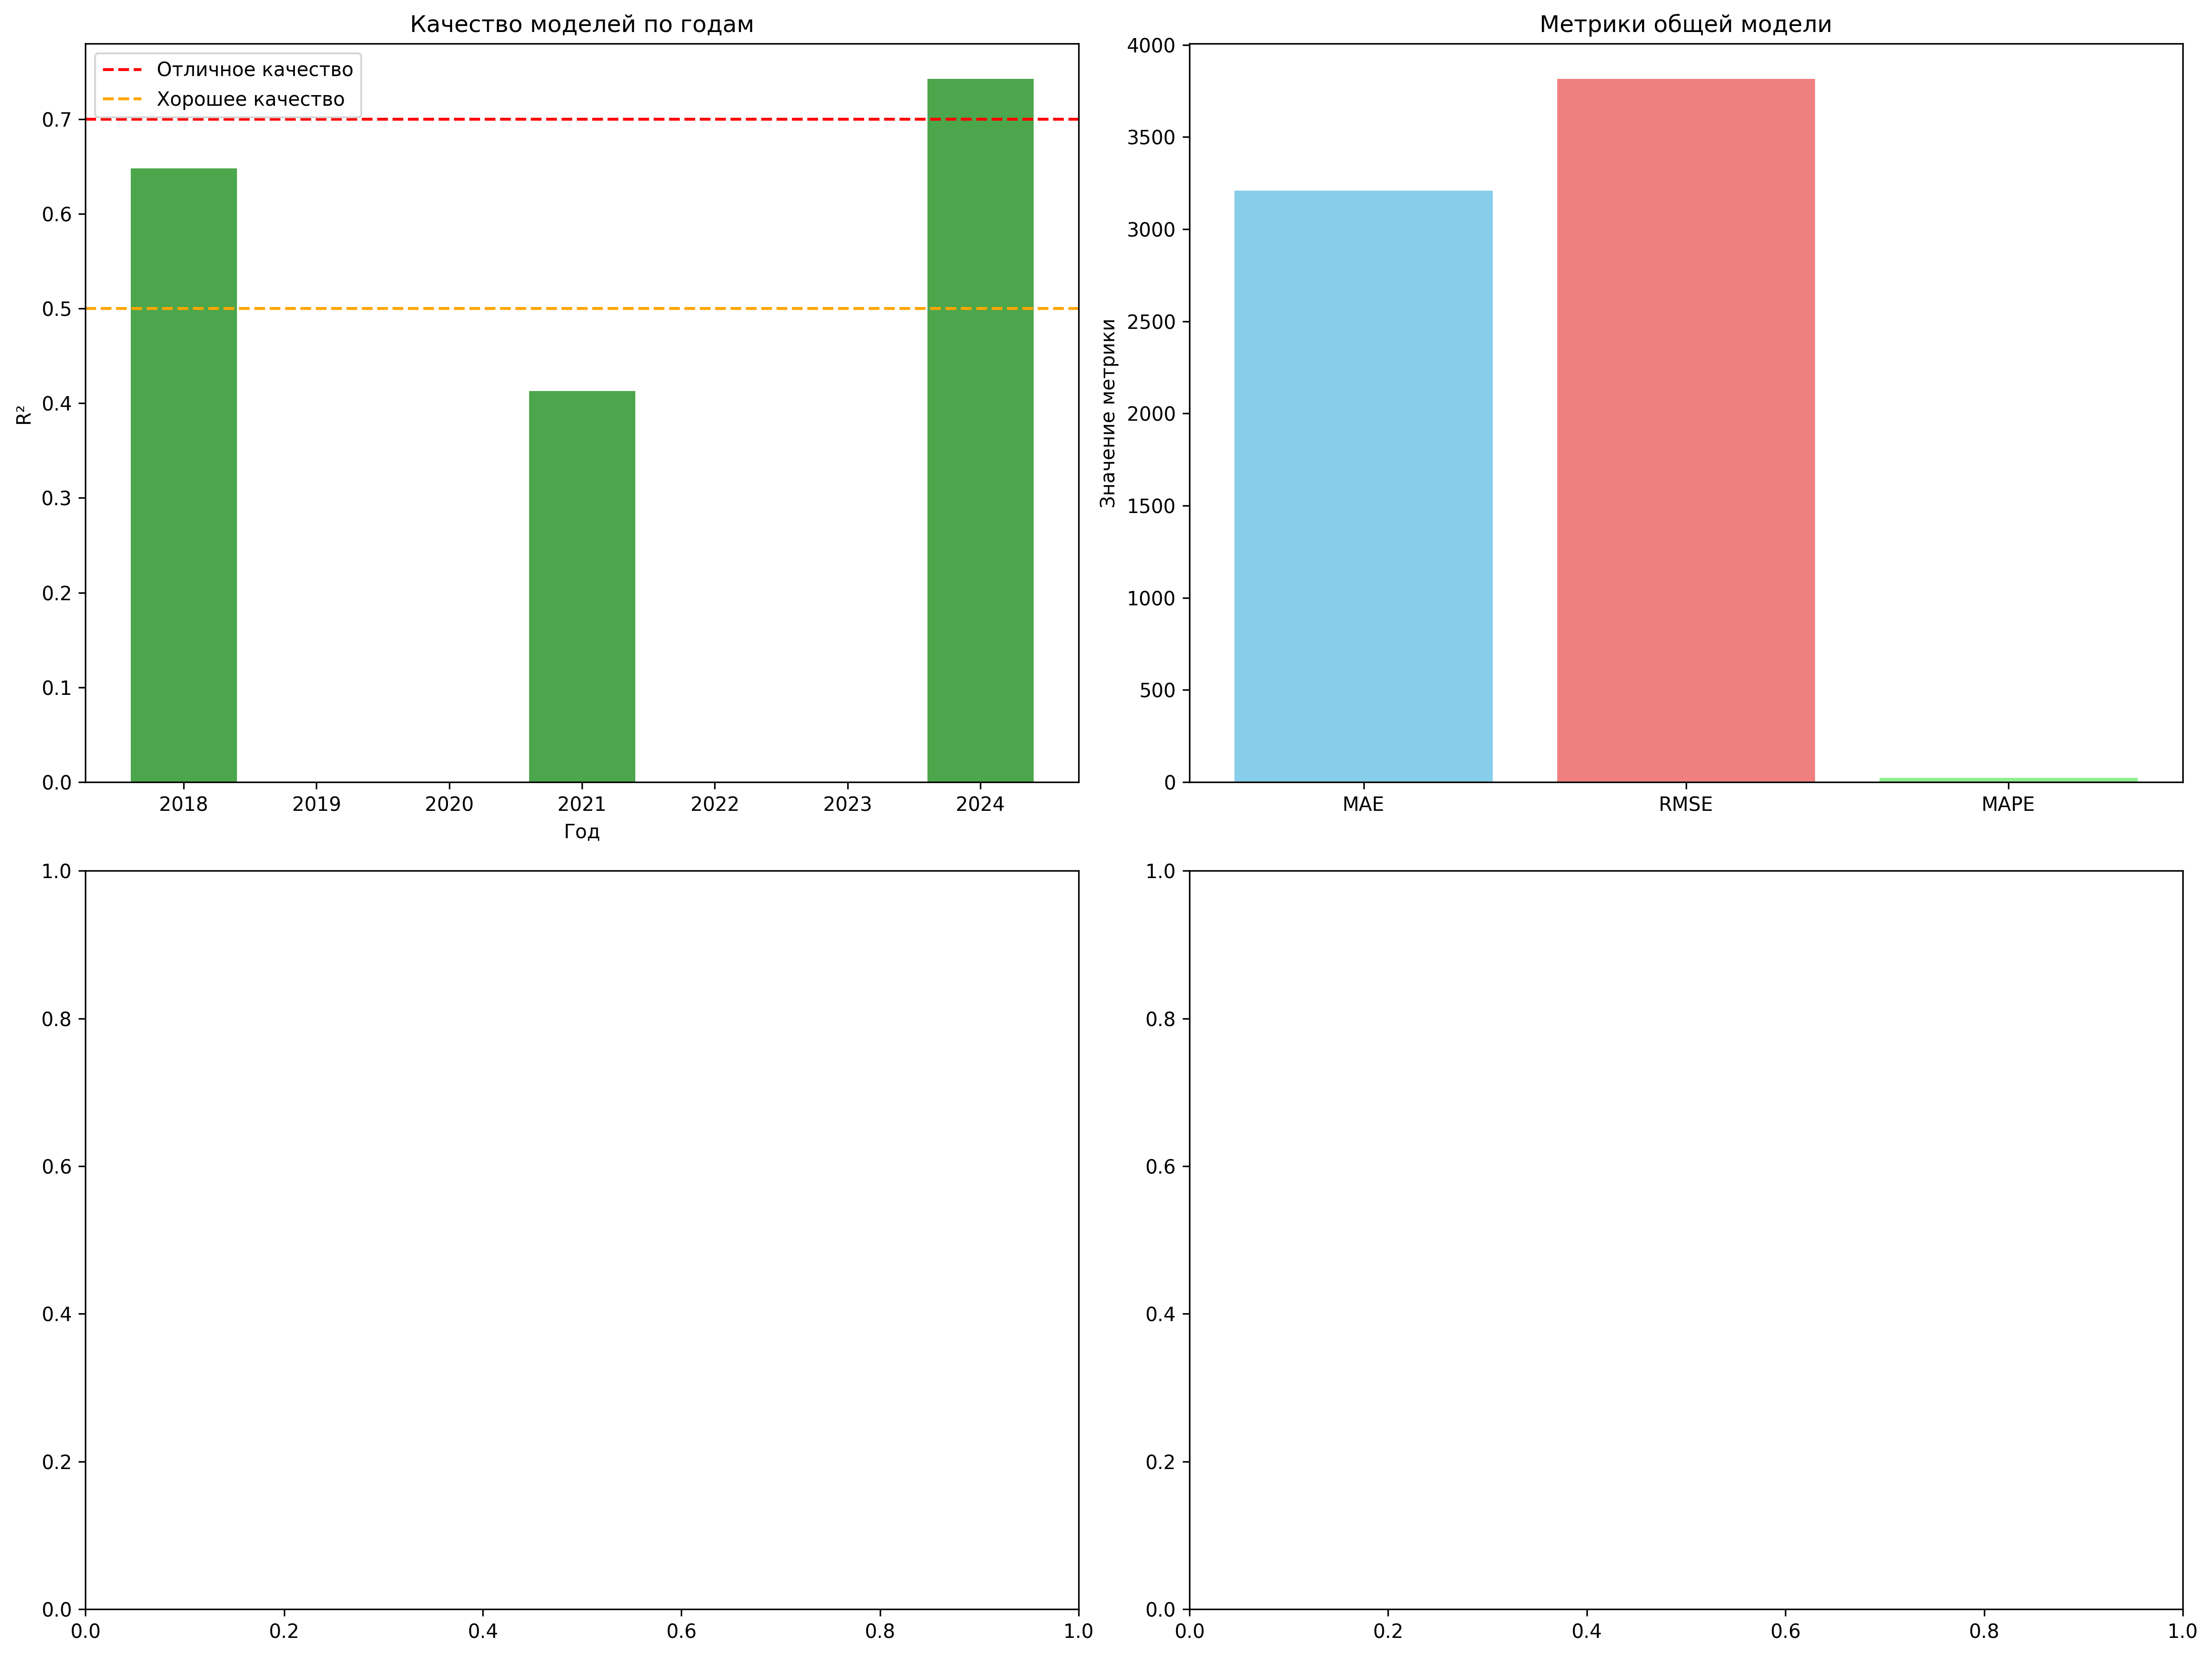 Качество моделей по годам
Отличное качество
Хорошее качество
R²
0.7
0.6
0.5
0.4
0.3
0.2
0.1
0.0
2018 2019 2020 2021 2022 2023 2024
Год
Метрики общей модели
Значение метрики
4000
3500
3000
2500
2000
1500
1000
500
0
MAE RMSE MAPE
1.0
0.8
0.6
0.4
0.2
0.0
0.0 0.2 0.4 0.6 0.8 1.0
1.0
0.8
0.6
0.4
0.2
0.0
0.0 0.2 0.4 0.6 0.8 1.0